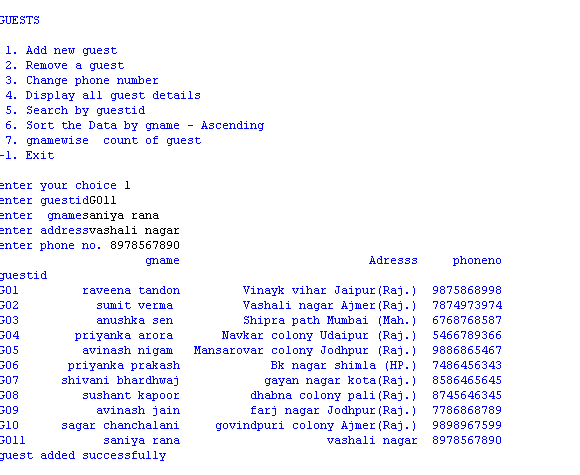 GUESTS
1. Add new guest
2. Remove a guest
3. Change phone number
4. Display all guest details
5. Search by guestid
6. Sort the Data by gname - Ascending
7. gnamewise  count of guest
-1. Exit
enter your choice 1
enter guestidG011
enter  gnamesaniya rana
enter addressvashali nagar
enter phone no. 8978567890
gname Adresss phoneno
guestid
G01 raveena tandon Vinayk vihar Jaipur(Raj.) 9875868998
G02 sumit verma Vashali nagar Ajmer(Raj.) 7874973974
G03 anushka sen Shipra path Mumbai (Mah.) 6768768587
G04 priyanka arora Navkar colony Udaipur (Raj.) 5466789366
G05 avinash nigam Mansarovar colony Jodhpur (Raj.) 9886865467
G06 priyanka prakash Bk nagar shimla (HP.) 7486456343
G07 shivani bhardhwaj gayan nagar kota(Raj.) 8586465645
G08 sushant kapoor dhabna colony pali(Raj.) 8745646345
G09 avinash jain farj nagar Jodhpur(Raj.) 7786868789
G10 sagar chanchalani govindpuri colony Ajmer(Raj.) 9898967599
G011 saniya rana vashali nagar 8978567890
guest added successfully